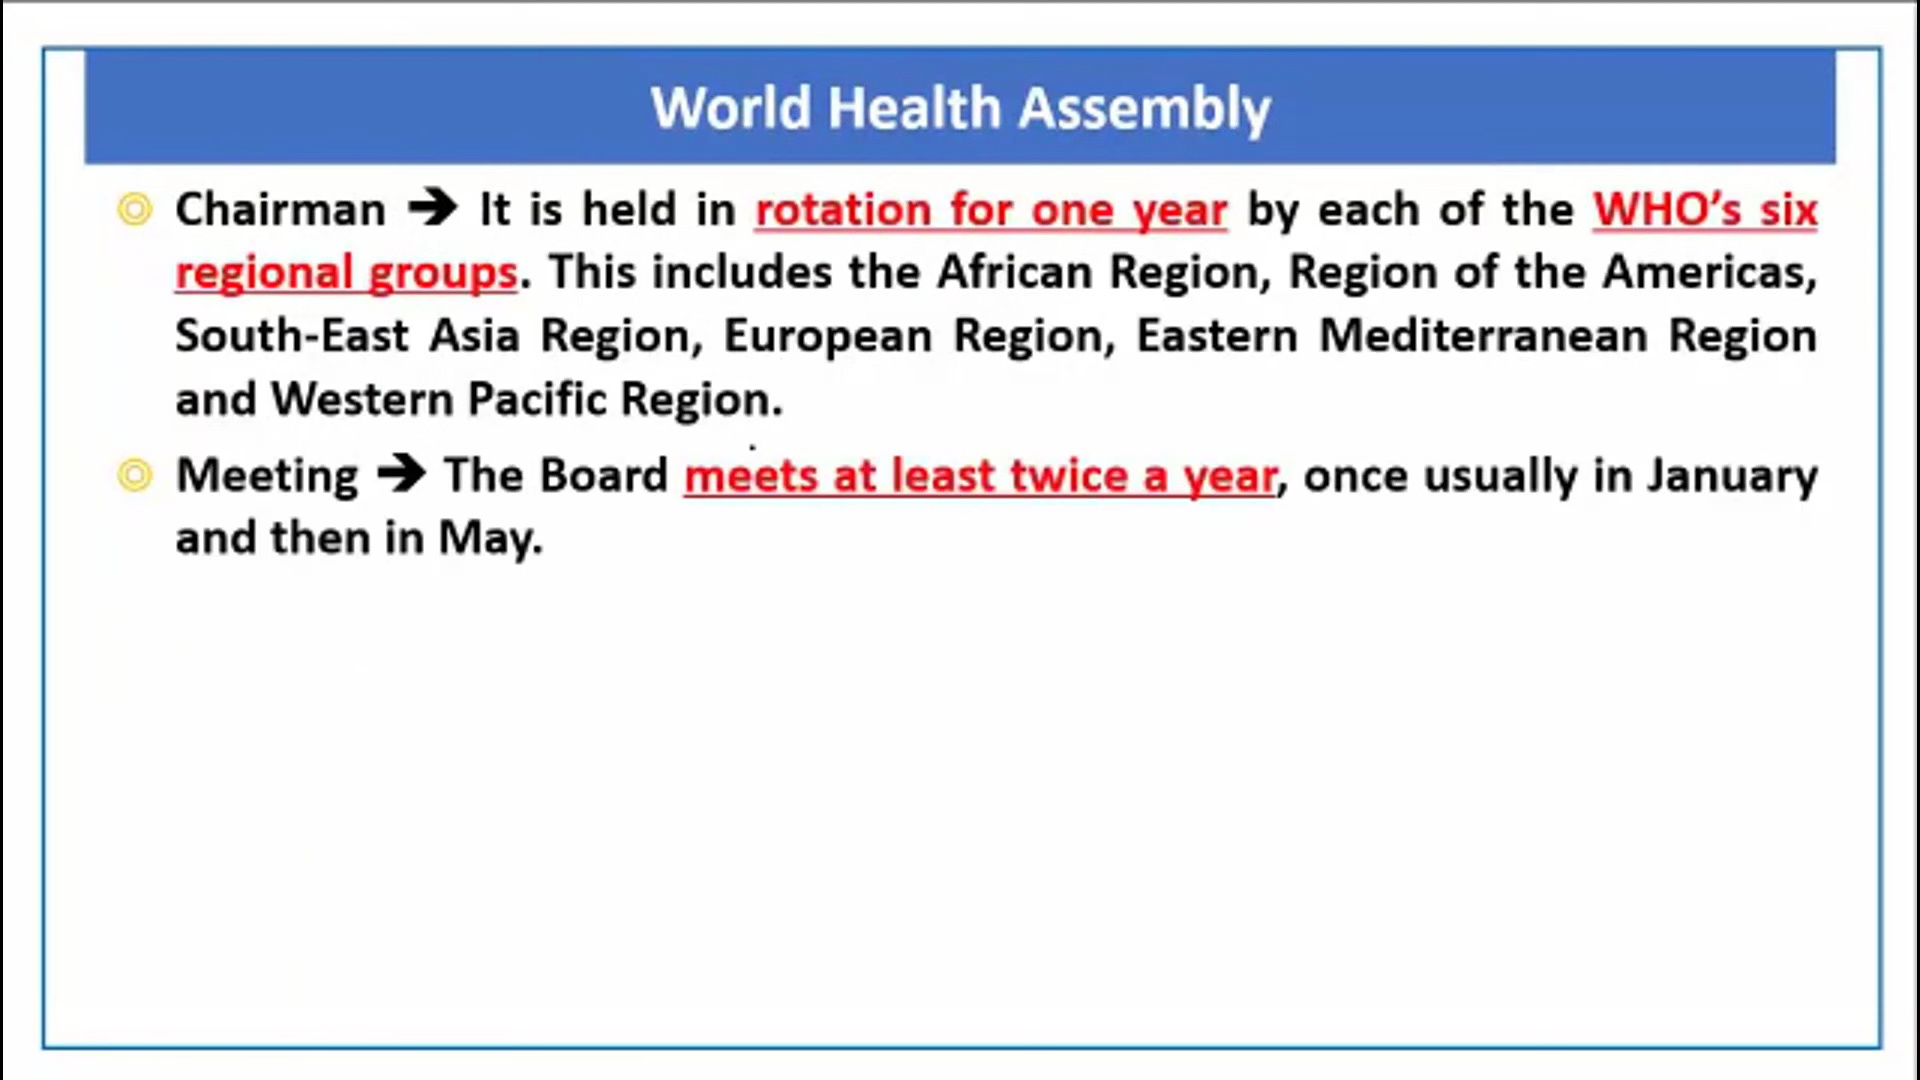 World Health Assembly
Chairman ➔ It is held in rotation for one year by each of the WHO’s six
regional groups. This includes the African Region, Region of the Americas,
South-East Asia Region, European Region, Eastern Mediterranean Region
and Western Pacific Region.
Meeting ➔ The Board meets at least twice a year, once usually in January
and then in May.